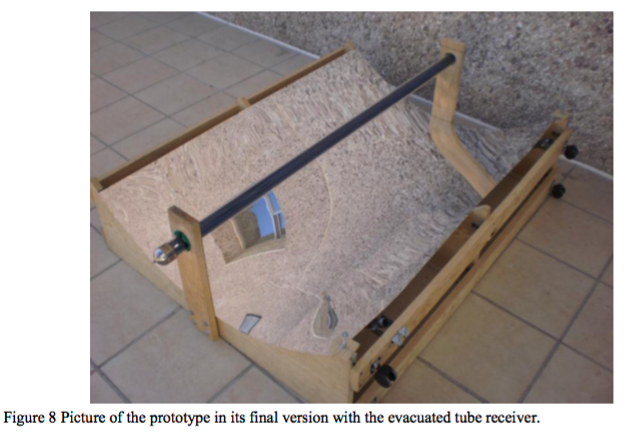 Figure 8 Picture of the prototype in its final version with the evacuated tube receiver.